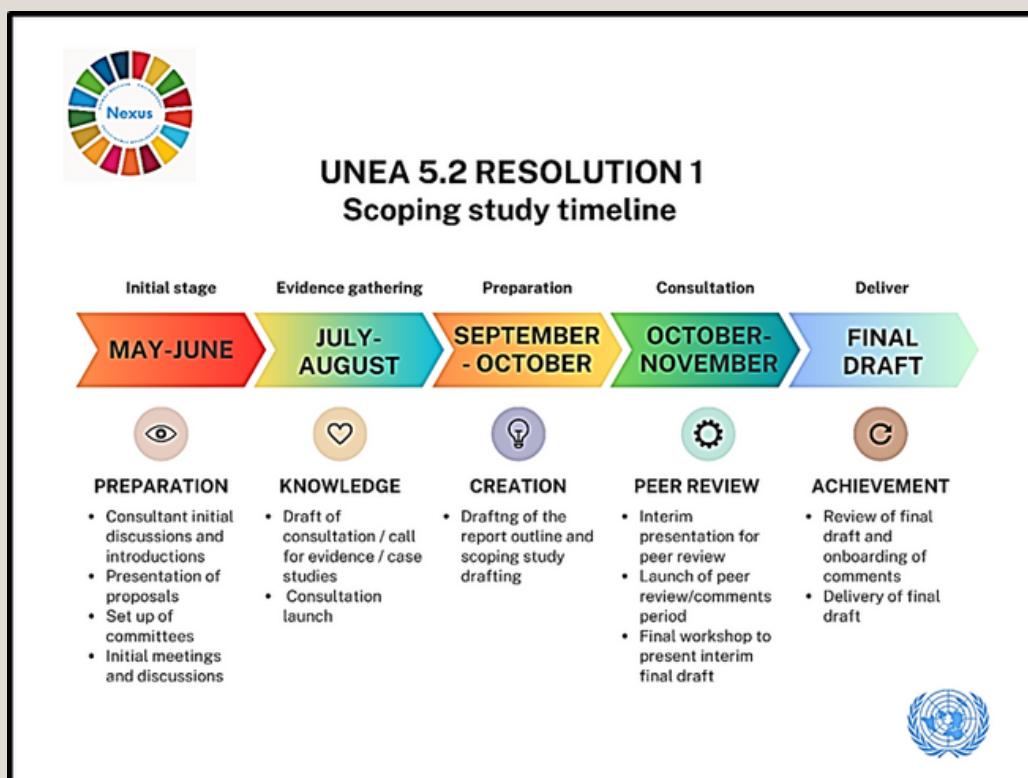 Nexus
UNEA 5.2 RESOLUTION 1
Scoping study timeline
Initial stage
Evidence gathering
Preparation
Consultation
Deliver
MAY-JUNE
JULY-
AUGUST
SEPTEMBER
- OCTOBER
OCTOBER-
NOVEMBER
FINAL
DRAFT
PREPARATION
• Consultant initial
discussions and
introductions
• Presentation of
proposals
• Set up of
committees
• Initial meetings
and discussions
KNOWLEDGE
• Draft of
consultation / call
for evidence / case
studies
• Consultation
launch
CREATION
• Draftng of the
report outline and
scoping study
drafting
PEER REVIEW
• Interim
presentation for
peer review
• Launch of peer
review/comments
period
• Final workshop to
present interim
final draft
ACHIEVEMENT
• Review of final
draft and
onboarding of
comments
• Delivery of final
draft